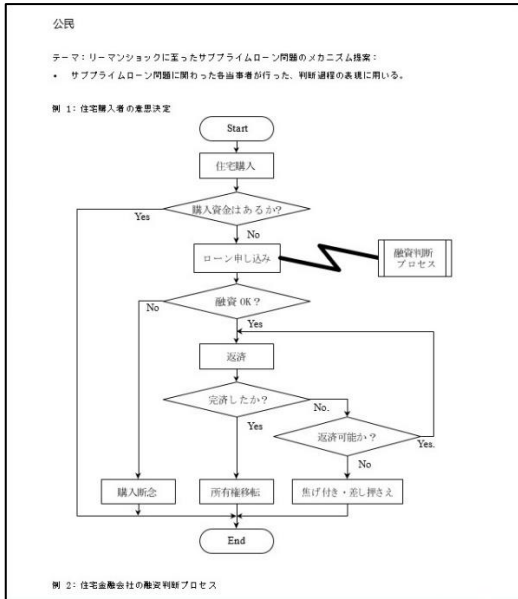 公民
テーマ：リーマンショックに至ったサブプライムローン問題のメカニズム提案：
• サブプライムローン問題に関わった各当事者が行った、判断過程の表現に用いる。
例 1：住宅購入者の意思決定
Start
住宅購入
購入資金はあるか？
Yes
No
ローン申し込み
融資判断
プロセス
融資 OK？
No
Yes
返済
完済したか？
No.
Yes
返済可能か？
Yes.
No
購入断念
所有権移転
焦げ付き・差し押さえ
End
例 2：住宅金融会社の融資判断プロセス